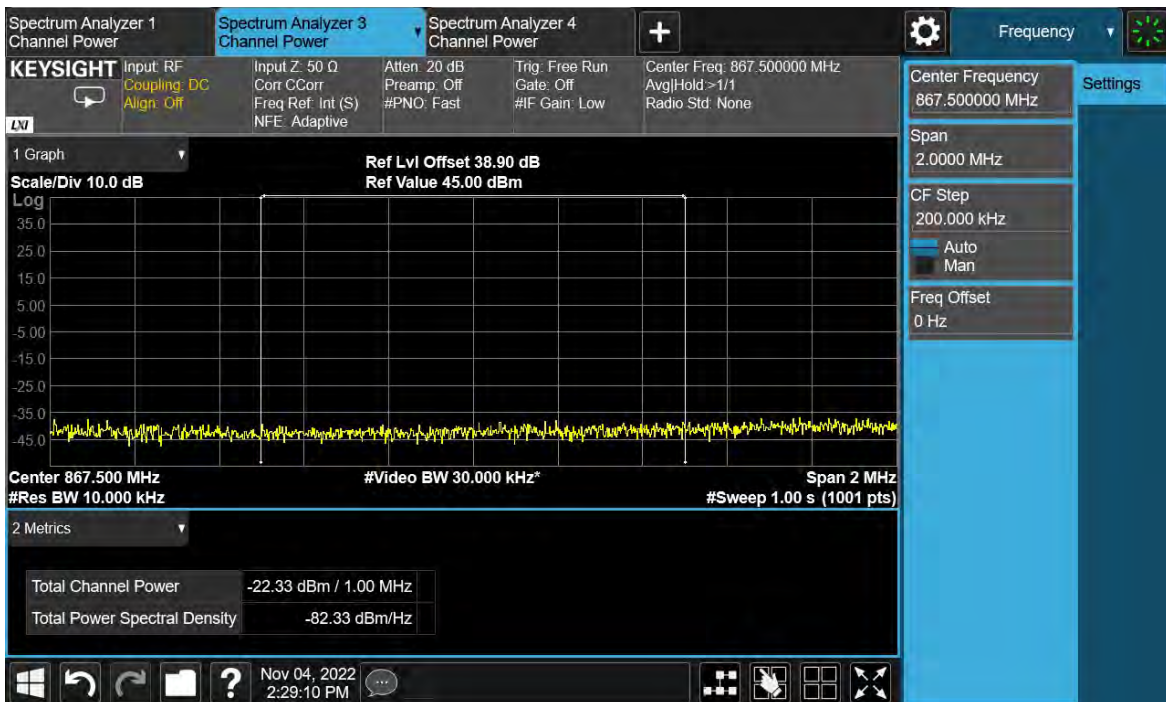 Spectrum Analyzer 1
Channel Power
Spectrum Analyzer 3
Channel Power
Spectrum Analyzer 4
Channel Power
Frequency
KEYSIGHT
LXI
Input: RF
Coupling: DC
Align: Off
Input Z: 50 Ω
Corr CCorr
Freq Ref: Int (S)
NFE: Adaptive
Atten: 20 dB
Preamp: Off
#PNO: Fast
Trig: Free Run
Gate: Off
#IF Gain: Low
Center Freq: 867.500000 MHz
Avg|Hold:>1/1
Radio Std: None
Center Frequency
867.500000 MHz
Settings
Span
2.0000 MHz
CF Step
200.000 kHz
Auto
Man
Freq Offset
0 Hz
1 Graph
Ref Lvl Offset 38.90 dB
Scale/Div 10.0 dB
Ref Value 45.00 dBm
Log
35.0
25.0
15.0
5.00
-5.00
-15.0
-25.0
-35.0
-45.0
Center 867.500 MHz
#Video BW 30.000 kHz*
Span 2 MHz
#Res BW 10.000 kHz
#Sweep 1.00 s (1001 pts)
2 Metrics
Total Channel Power -22.33 dBm / 1.00 MHz
Total Power Spectral Density -82.33 dBm/Hz
?
Nov 04, 2022
2:29:10 PM